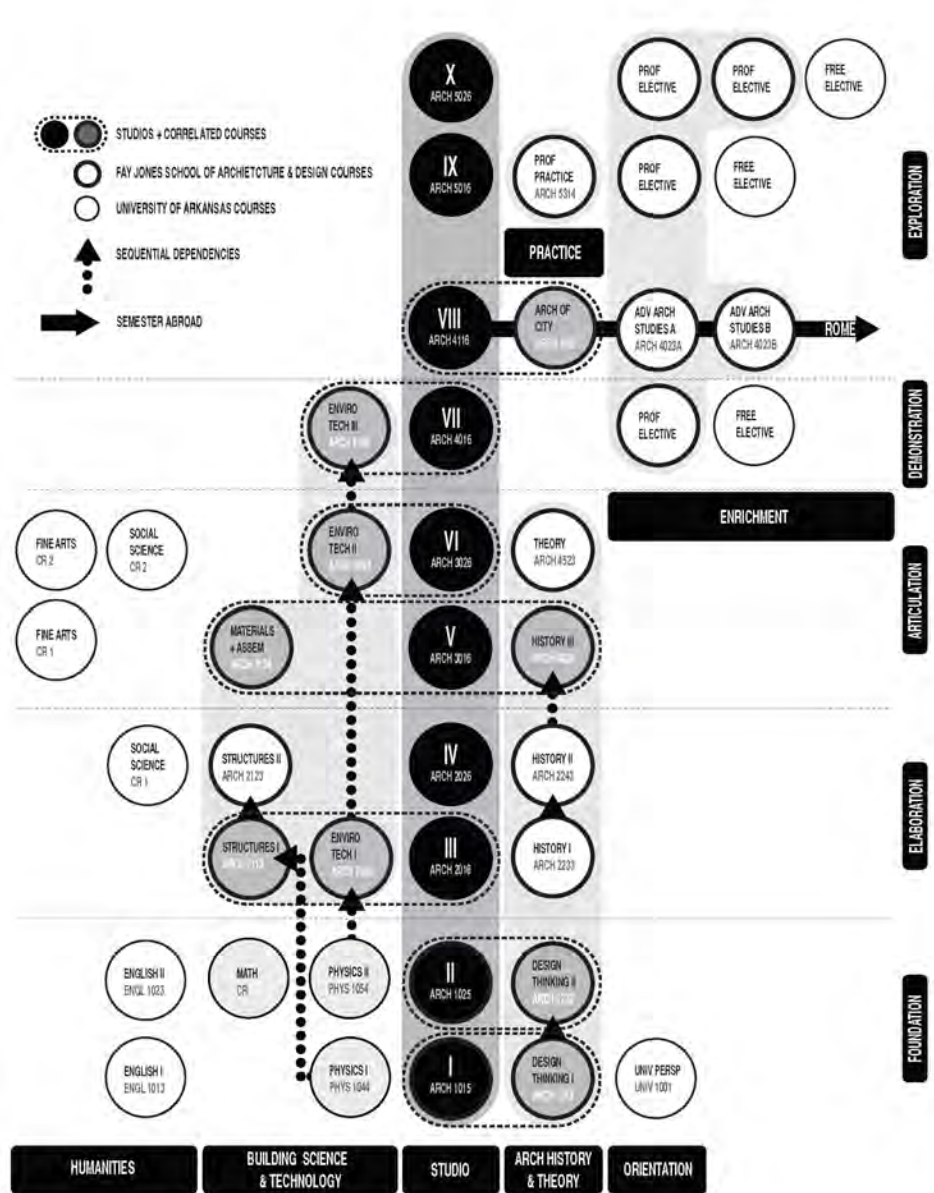 X
ARCH 5026
PROF
ELECTIVE
PROF
ELECTIVE
FREE
ELECTIVE
STUDIOS + CORRELATED COURSES
FAY JONES SCHOOL OF ARCHIETCTURE & DESIGN COURSES
UNIVERSITY OF ARKANSAS COURSES
SEQUENTIAL DEPENDENCIES
SEMESTER ABROAD
IX
ARCH 5016
PROF
PRACTICE
ARCH 5314
PROF
ELECTIVE
FREE
ELECTIVE
EXPLORATION
PRACTICE
VIII
ARCH 4116
ARCH OF
CITY
ADV ARCH
STUDIES A
ARCH 4023A
ADV ARCH
STUDIES B
ARCH 4023B
ROME
ENVIRO
TECH III
VII
ARCH 4016
PROF
ELECTIVE
FREE
ELECTIVE
DEMONSTRATION
ENRICHMENT
FINE ARTS
CR 2
SOCIAL
SCIENCE
CR 2
ENVIRO
TECH II
VI
ARCH 3026
THEORY
ARCH 4523
FINE ARTS
CR 1
MATERIALS
+ ASSEM
V
ARCH 3016
HISTORY III
ARTICULATION
SOCIAL
SCIENCE
CR 1
STRUCTURES II
ARCH 2123
IV
ARCH 2026
HISTORY II
ARCH 2243
STRUCTURES I
ENVIRO
TECH I
III
ARCH 2016
HISTORY I
ARCH 2233
ELABORATION
ENGLISH II
ENGL 1023
MATH
CR
PHYSICS II
PHYS 1054
II
ARCH 1025
DESIGN
THINKING II
ENGLISH I
ENGL 1013
PHYSICS I
PHYS 1044
I
ARCH 1015
DESIGN
THINKING I
UNIV PERSP
UNIV 1001
FOUNDATION
HUMANITIES
BUILDING SCIENCE
& TECHNOLOGY
STUDIO
ARCH HISTORY
& THEORY
ORIENTATION